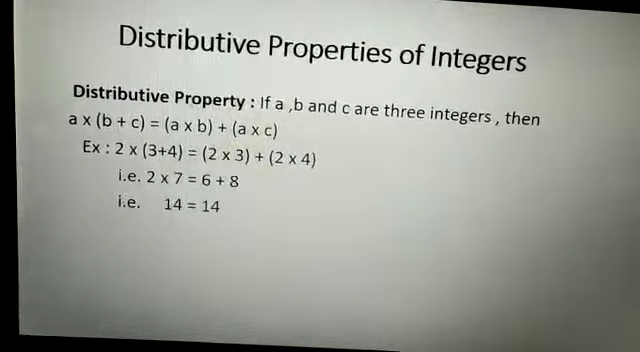 Distributive Properties of Integers
Distributive Property : If a ,b and c are three integers , then
a x (b + c) = (a x b) + (a x c)
Ex : 2 x (3+4) = (2 x 3) + (2 x 4)
i.e. 2 x 7 = 6 + 8
i.e. 14 = 14